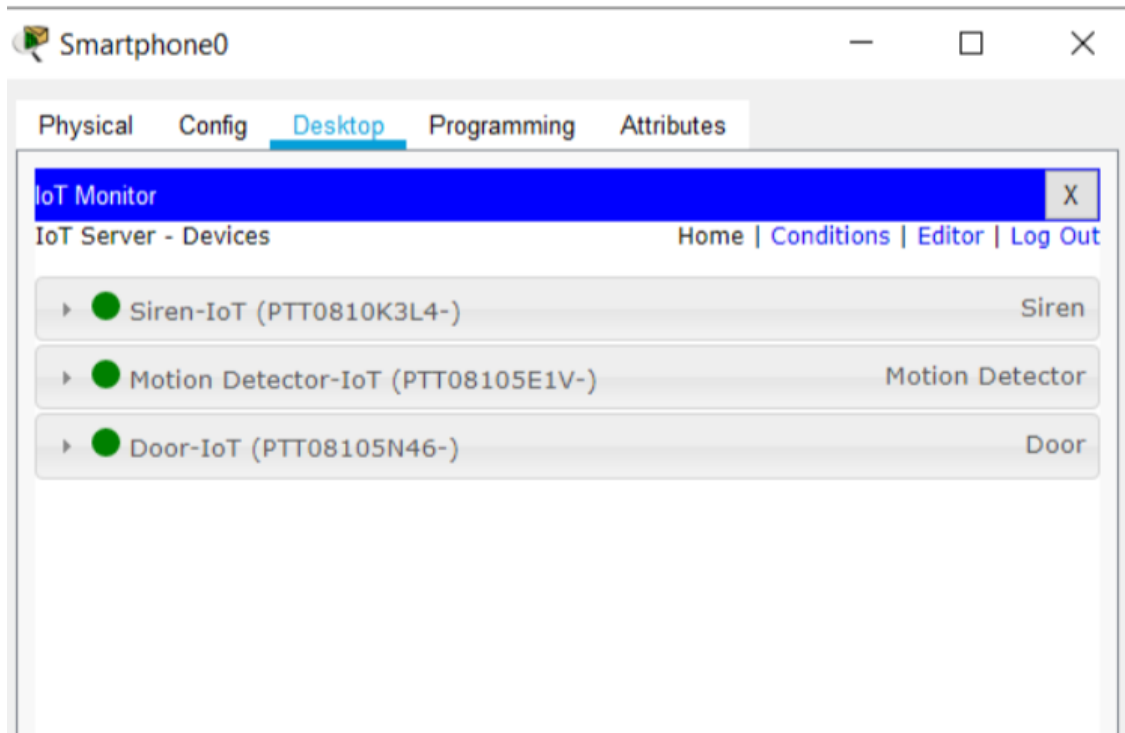 Smartphone0
Physical Config Desktop Programming Attributes
IoT Monitor X
IoT Server - Devices Home | Conditions | Editor | Log Out
Siren-IoT (PTT0810K3L4-) Siren
Motion Detector-IoT (PTT08105E1V-) Motion Detector
Door-IoT (PTT08105N46-) Door